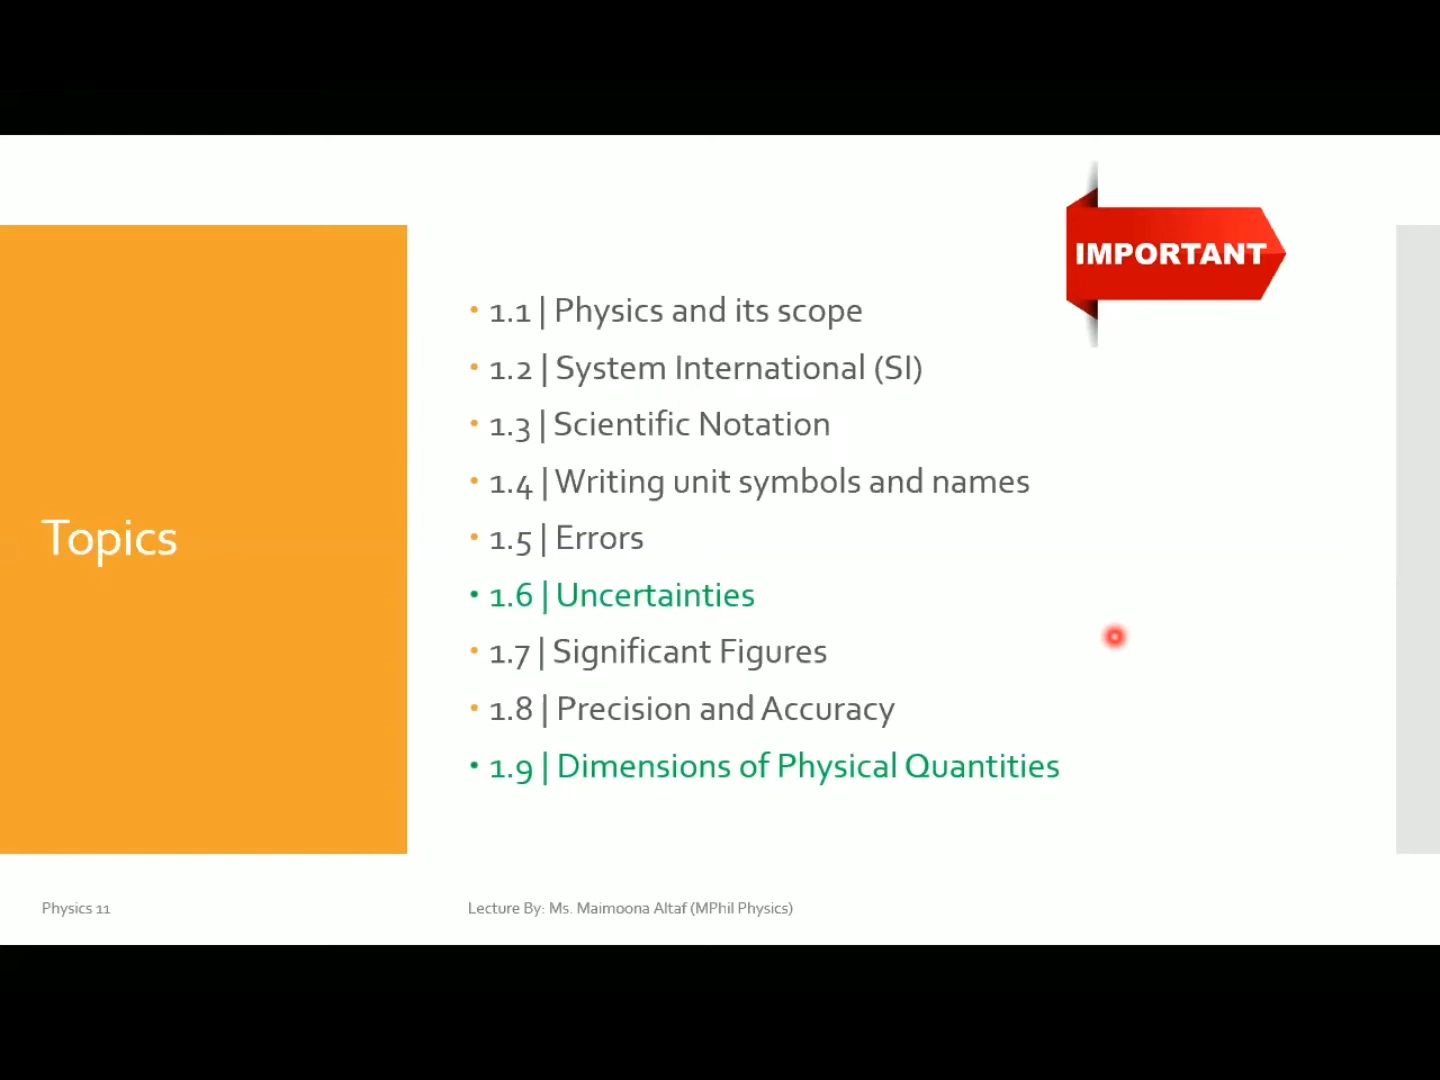 IMPORTANT
Topics
• 1.1 | Physics and its scope
• 1.2 | System International (SI)
• 1.3 | Scientific Notation
• 1.4 | Writing unit symbols and names
• 1.5 | Errors
• 1.6 | Uncertainties
• 1.7 | Significant Figures
• 1.8 | Precision and Accuracy
• 1.9 | Dimensions of Physical Quantities
Physics 11
Lecture By: Ms. Maimoona Altaf (MPhil Physics)